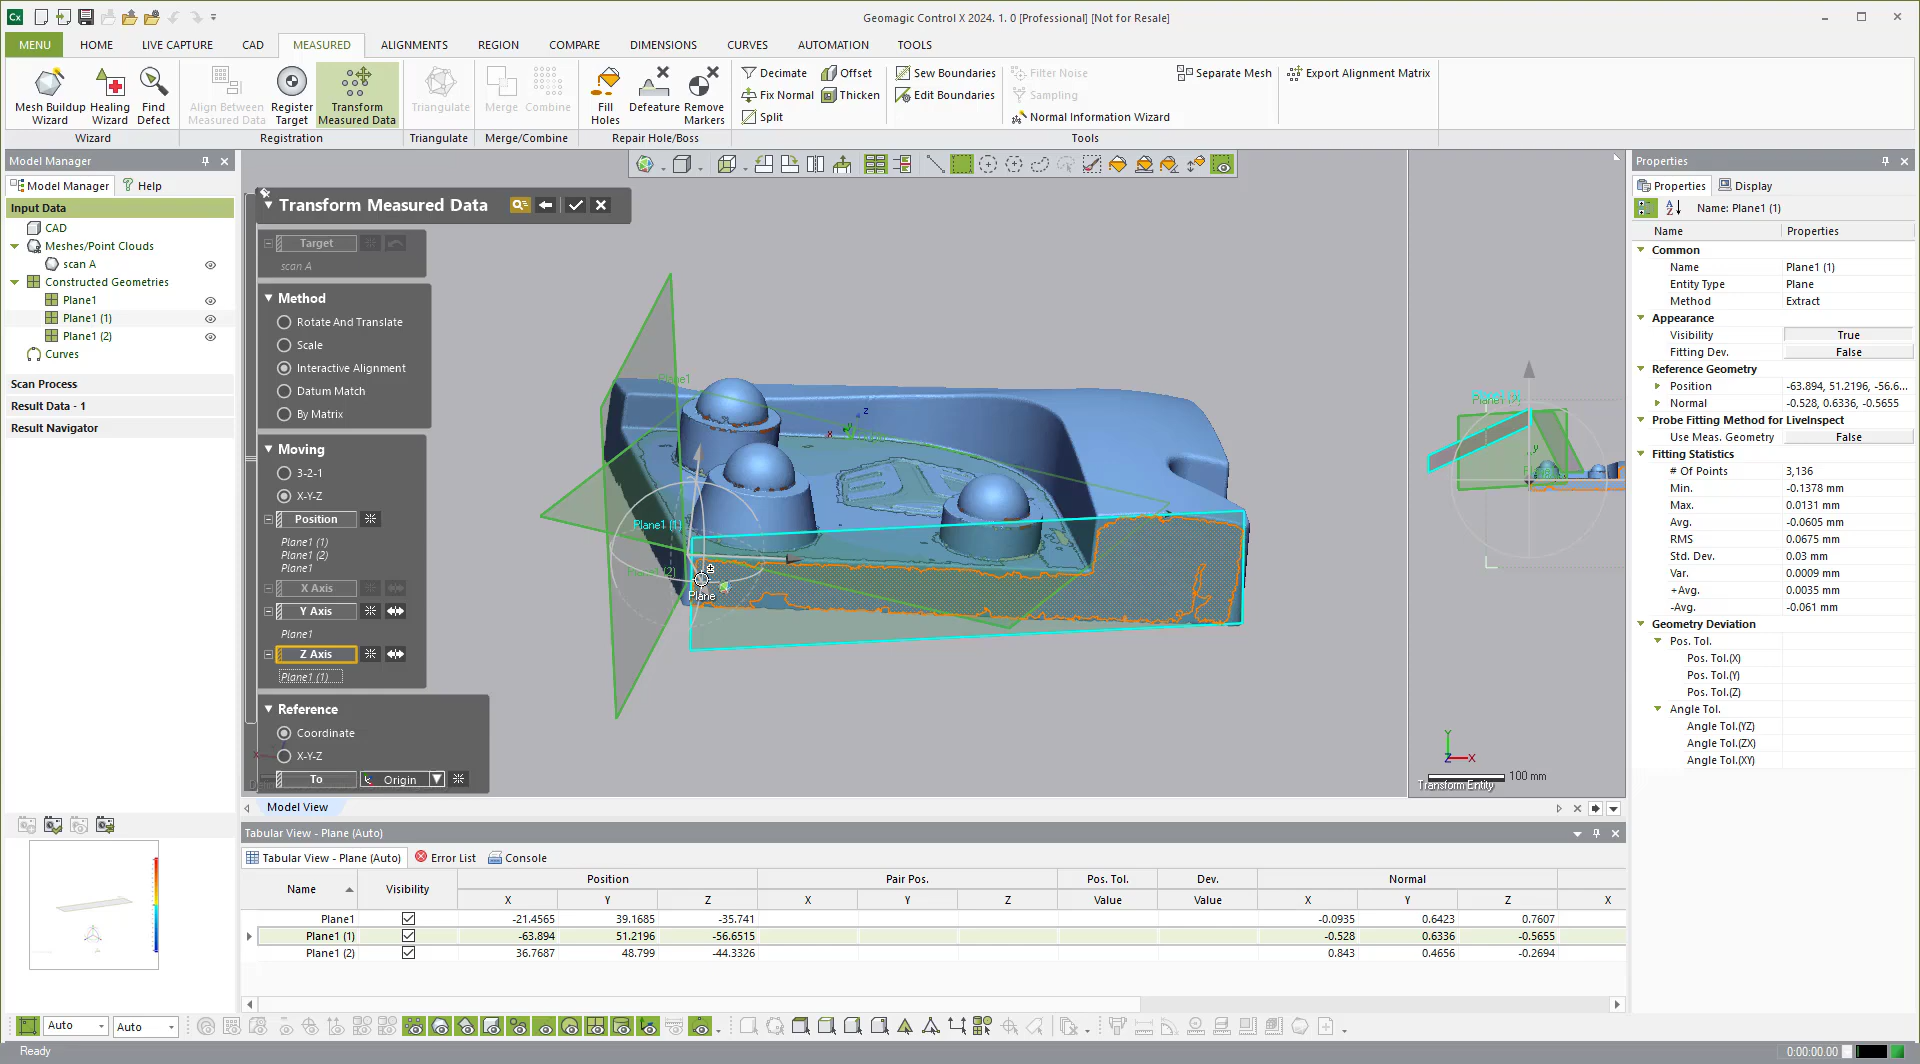 Geomagic Control X 2024. 1. 0 [Professional] [Not for Resale]
MENU HOME LIVE CAPTURE CAD MEASURED ALIGNMENTS REGION COMPARE DIMENSIONS CURVES AUTOMATION TOOLS
Mesh Buildup Wizard
Healing Wizard
Find Defect
Align Between Measured Data
Register Target
Transform Measured Data
Triangulate
Merge
Combine
Fill Holes
Defeature
Remove Markers
Decimate
Offset
Fix Normal
Thicken
Split
Sew Boundaries
Edit Boundaries
Filter Noise
Sampling
Normal Information Wizard
Separate Mesh
Export Alignment Matrix
Wizard Registration Triangulate Merge/Combine Repair Hole/Boss Tools
Model Manager
Model Manager Help
Input Data
CAD
Meshes/Point Clouds
scan A
Constructed Geometries
Plane1
Plane1 (1)
Plane1 (2)
Curves
Scan Process
Result Data - 1
Result Navigator
Transform Measured Data
Target
scan A
Method
Rotate And Translate
Scale
Interactive Alignment
Datum Match
By Matrix
Moving
3-2-1
X-Y-Z
Position
Plane1 (1)
Plane1 (2)
Plane1
X Axis
Y Axis
Plane1
Z Axis
Plane1 (1)
Reference
Coordinate
X-Y-Z
To Origin
Plane1
z
x
Plane1 (1)
Plane
Y
Z X
100 mm
Transform Entity
Model View
Tabular View - Plane (Auto)
Tabular View - Plane (Auto) Error List Console
Name Visibility Position Pair Pos. Pos. Tol. Dev. Normal
X Y Z X Y Z Value Value X Y Z X
Plane1 -21.4565 39.1685 -35.741 -0.0935 0.6423 0.7607
Plane1 (1) -63.894 51.2196 -56.6515 -0.528 0.6336 -0.5655
Plane1 (2) 36.7687 48.799 -44.3326 0.843 0.4656 -0.2694
Properties
Properties Display
Name: Plane1 (1)
Name Properties
Common
Name Plane1 (1)
Entity Type Plane
Method Extract
Appearance
Visibility True
Fitting Dev. False
Reference Geometry
Position -63.894, 51.2196, -56.6...
Normal -0.528, 0.6336, -0.5655
Probe Fitting Method for LiveInspect
Use Meas. Geometry False
Fitting Statistics
# Of Points 3,136
Min. -0.1378 mm
Max. 0.0131 mm
Avg. -0.0605 mm
RMS 0.0675 mm
Std. Dev. 0.03 mm
Var. 0.0009 mm
+Avg. 0.0035 mm
-Avg. -0.061 mm
Geometry Deviation
Pos. Tol.
Pos. Tol.(X)
Pos. Tol.(Y)
Pos. Tol.(Z)
Angle Tol.
Angle Tol.(YZ)
Angle Tol.(ZX)
Angle Tol.(XY)
Auto Auto
Ready 0:00:00.00